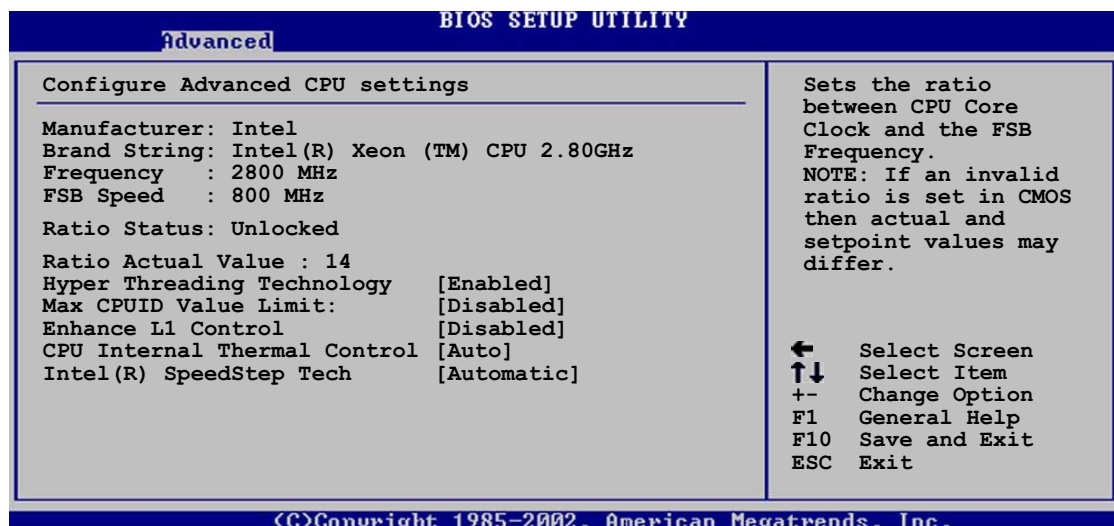 BIOS SETUP UTILITY
Advanced
Configure Advanced CPU settings
Manufacturer: Intel
Brand String: Intel(R) Xeon (TM) CPU 2.80GHz
Frequency : 2800 MHz
FSB Speed : 800 MHz
Ratio Status: Unlocked
Ratio Actual Value : 14
Hyper Threading Technology [Enabled]
Max CPUID Value Limit: [Disabled]
Enhance L1 Control [Disabled]
CPU Internal Thermal Control [Auto]
Intel(R) SpeedStep Tech [Automatic]
Sets the ratio
between CPU Core
Clock and the FSB
Frequency.
NOTE: If an invalid
ratio is set in CMOS
then actual and
setpoint values may
differ.
← Select Screen
↑↓ Select Item
+- Change Option
F1 General Help
F10 Save and Exit
ESC Exit
(C)Copyright 1985-2002, American Megatrends, Inc.